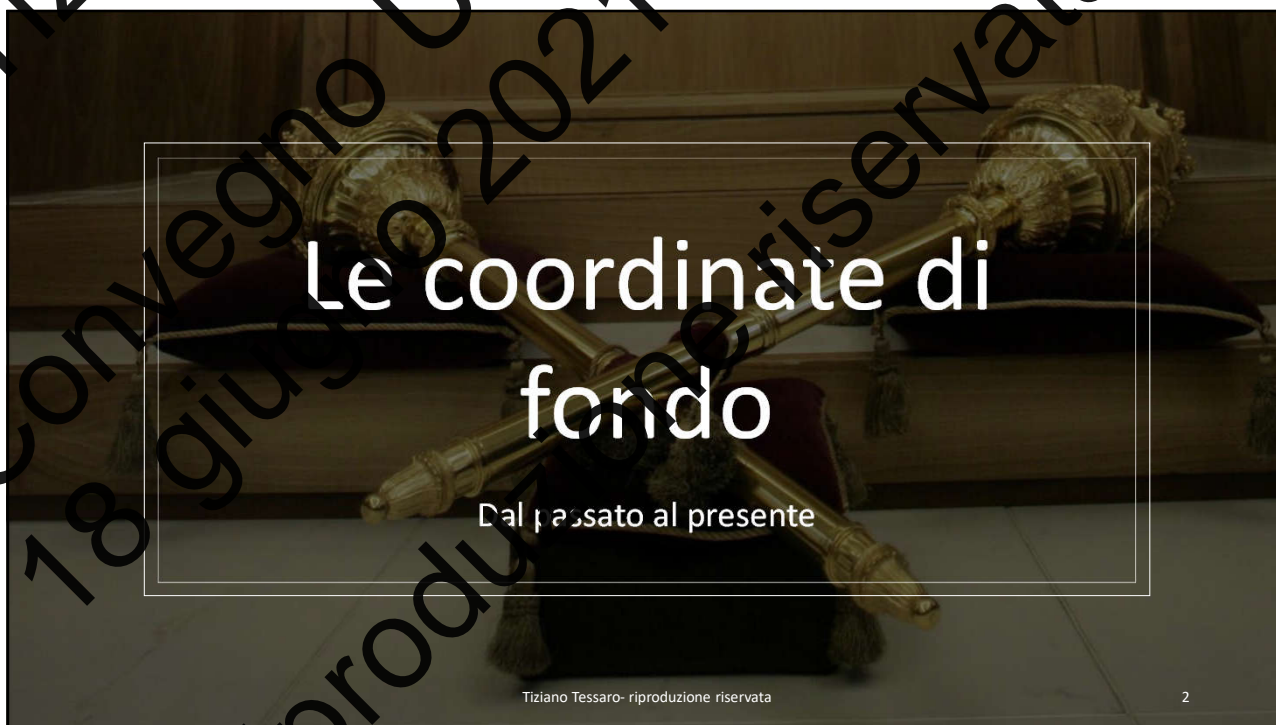 Convegno
18 giugno 2021
riproduzione riservata
Le coordinate di
fondo
Dal passato al presente
Tiziano Tessaro- riproduzione riservata
2